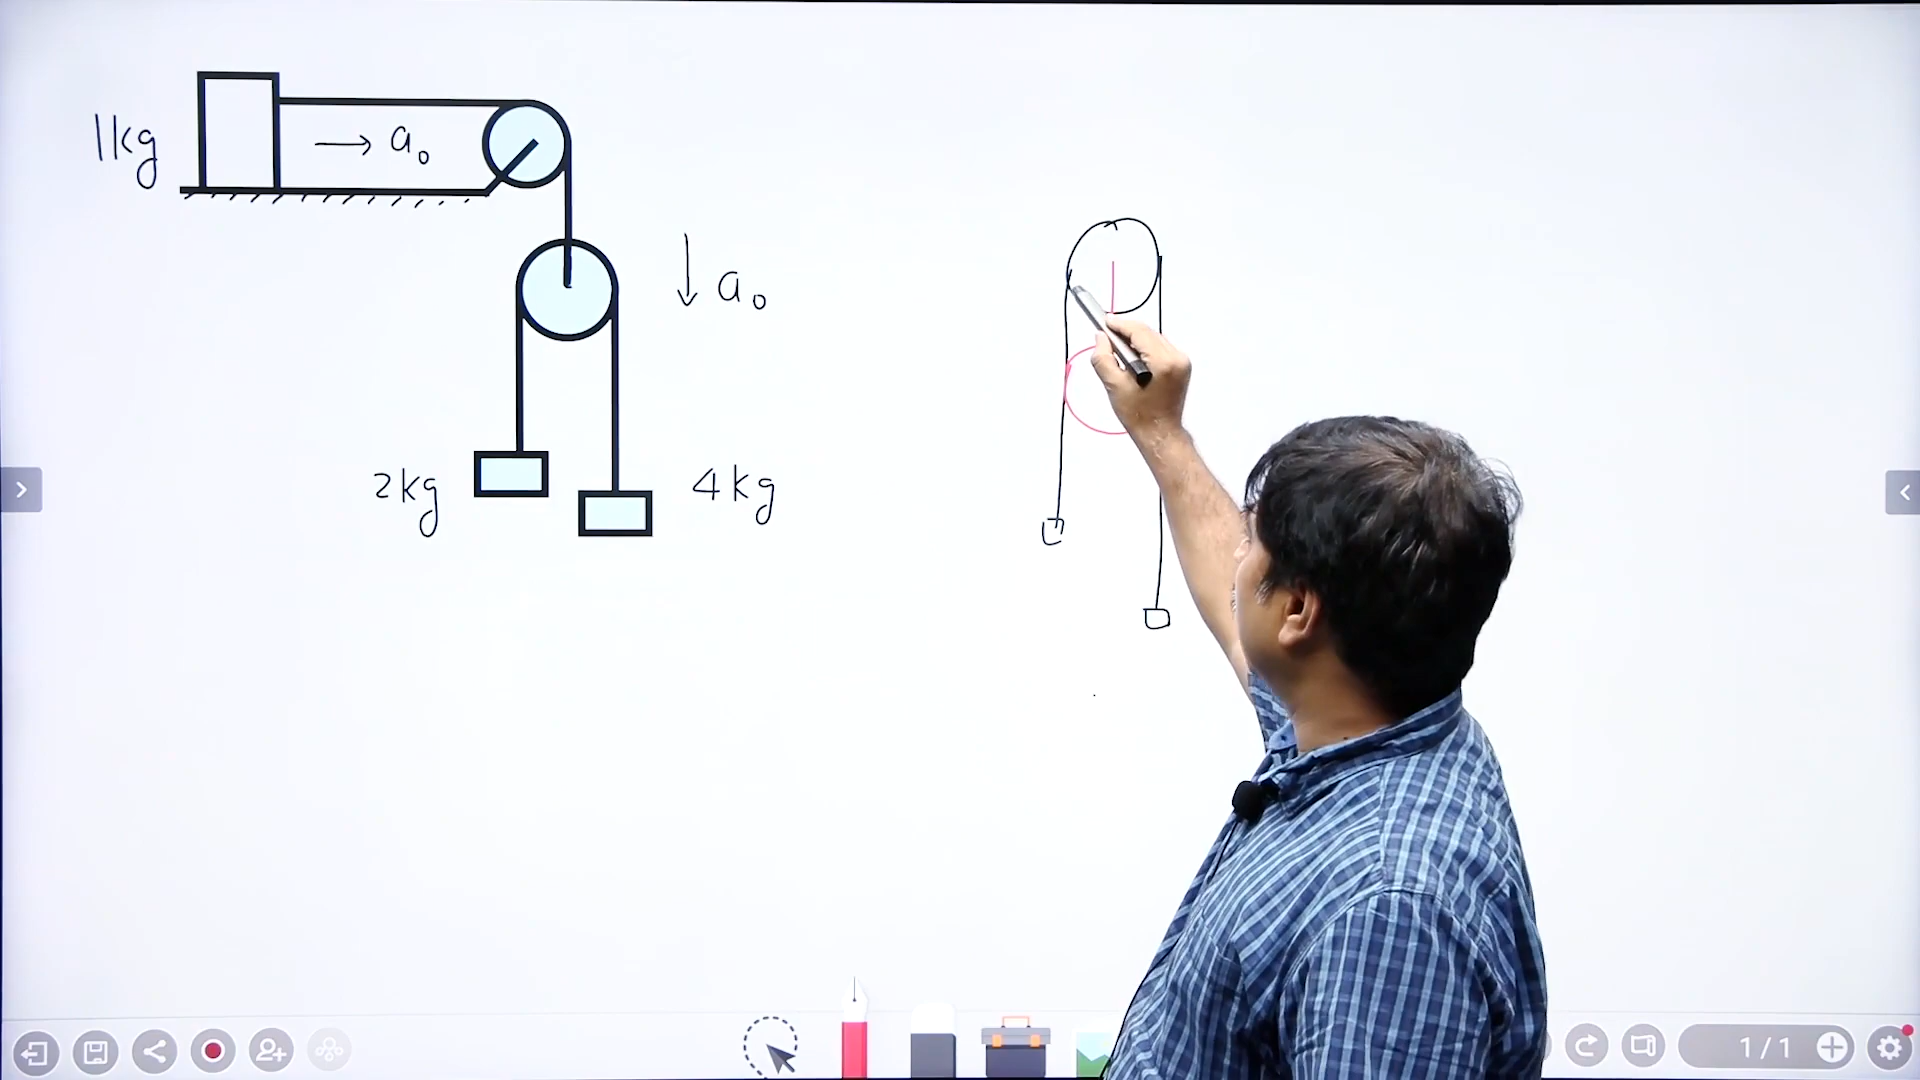 1kg
→ a₀
↓ a₀
2kg
4kg
1/1